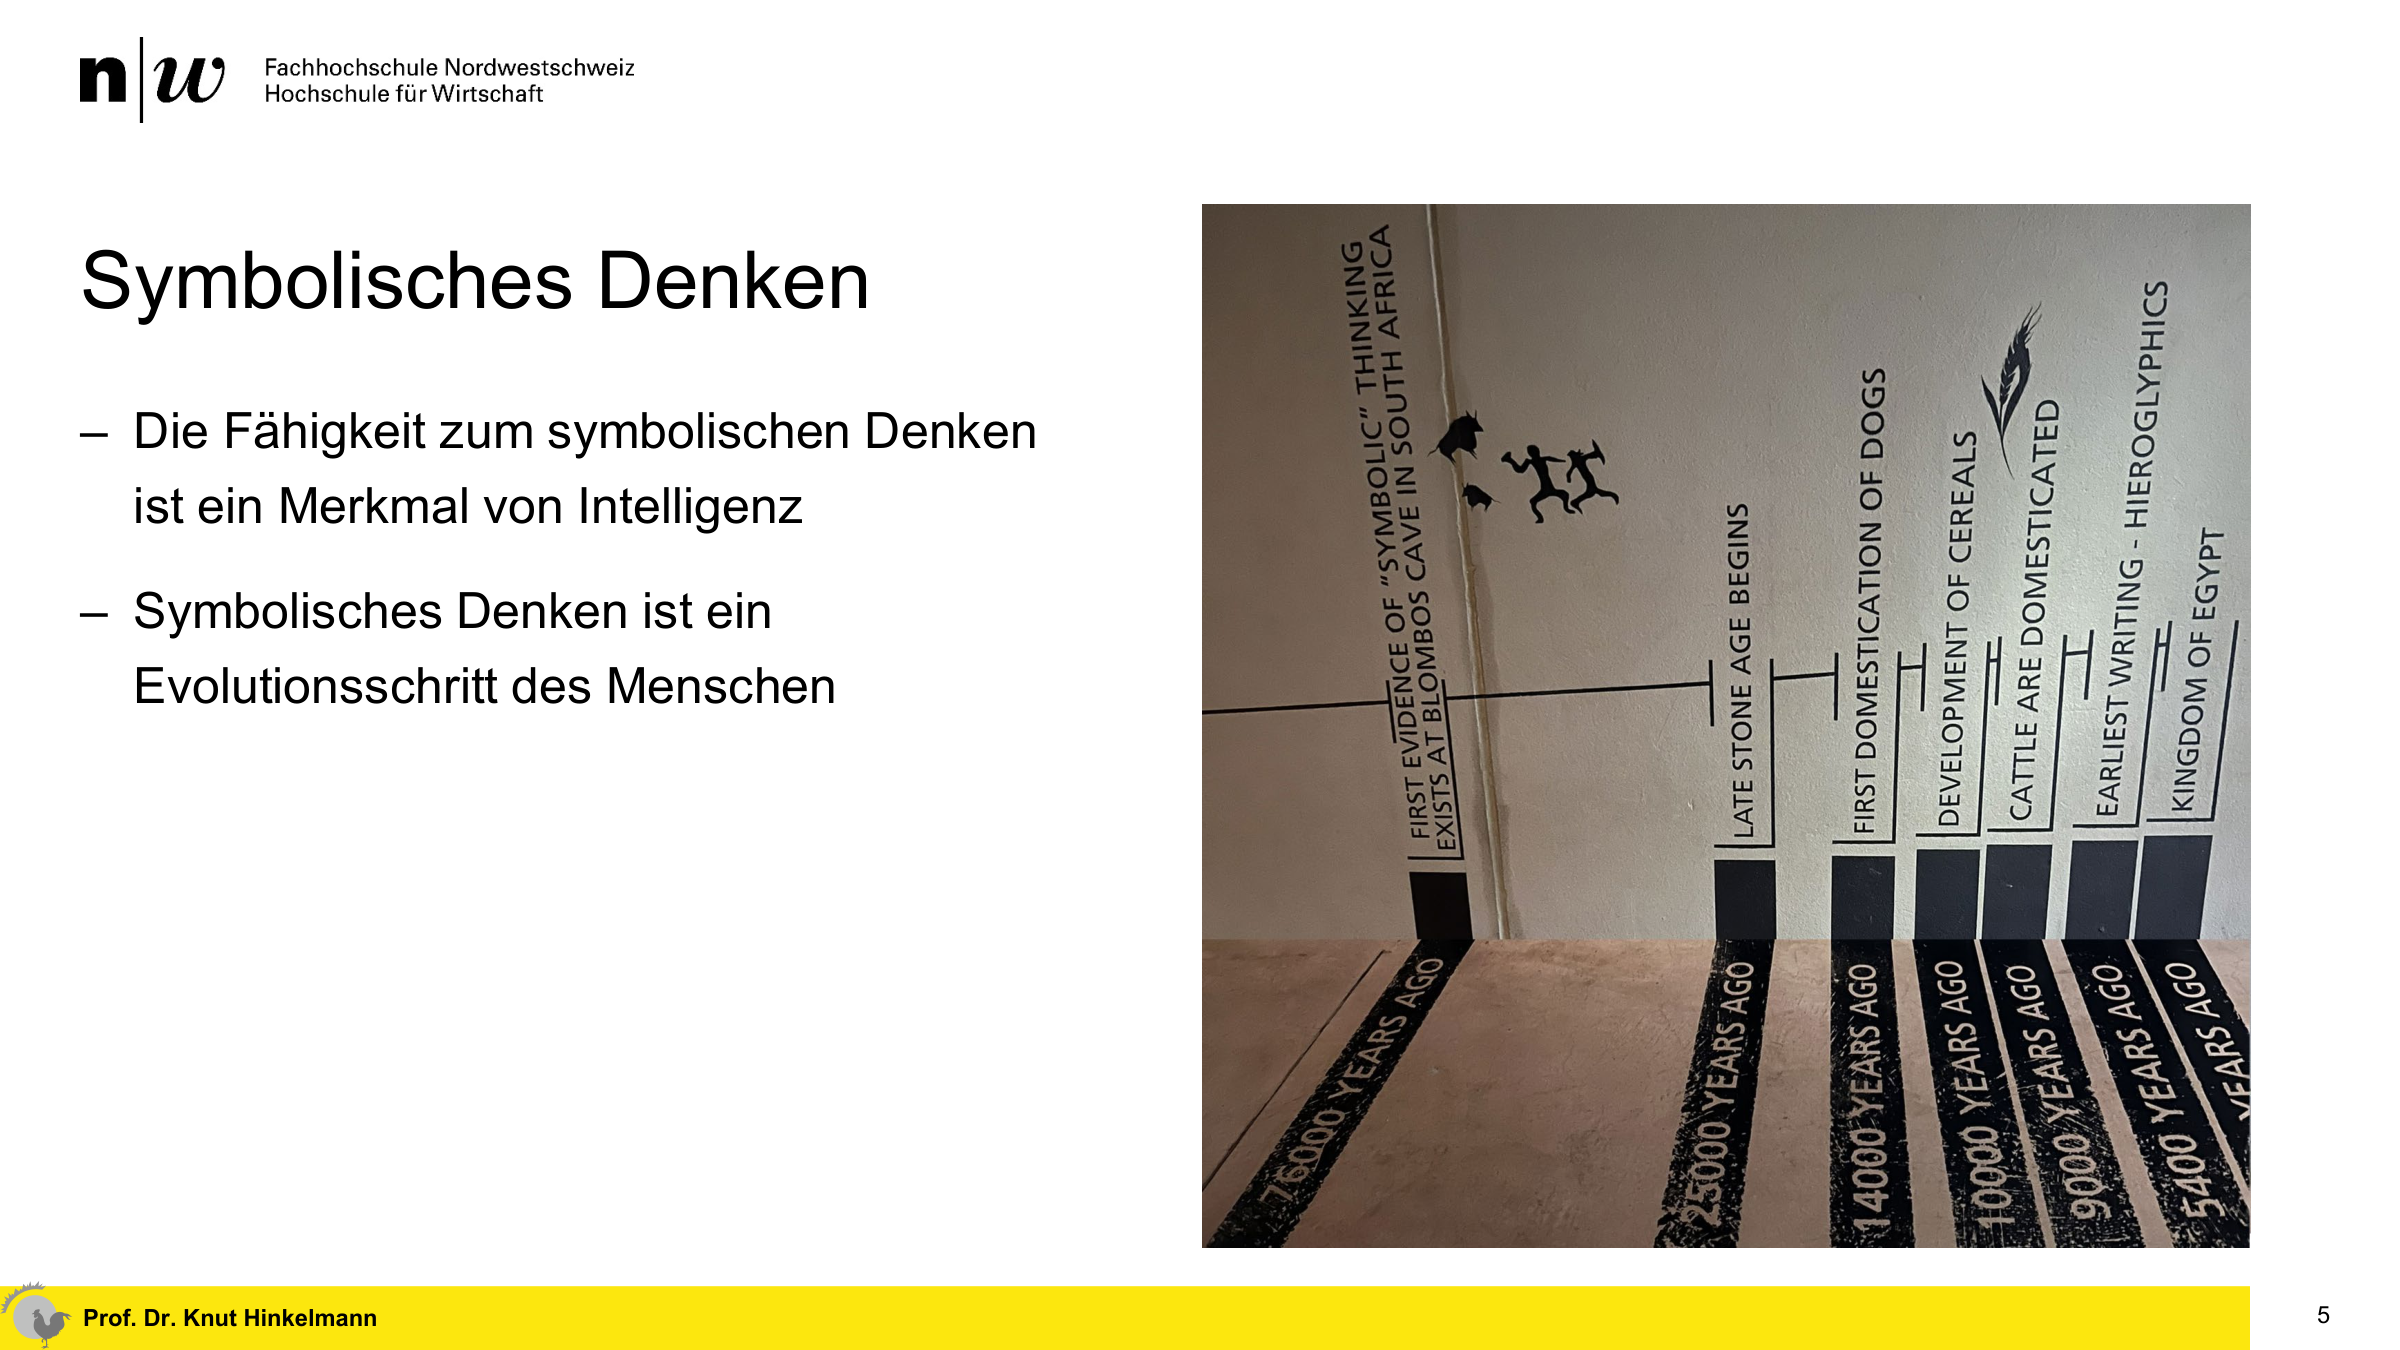 n|w
Fachhochschule Nordwestschweiz
Hochschule für Wirtschaft
Symbolisches Denken
– Die Fähigkeit zum symbolischen Denken
ist ein Merkmal von Intelligenz
– Symbolisches Denken ist ein
Evolutionsschritt des Menschen
FIRST EVIDENCE OF "SYMBOLIC" THINKING
EXISTS AT BLOMBOS CAVE IN SOUTH AFRICA
LATE STONE AGE BEGINS
FIRST DOMESTICATION OF DOGS
DEVELOPMENT OF CEREALS
CATTLE ARE DOMESTICATED
EARLIEST WRITING - HIEROGLYPHICS
KINGDOM OF EGYPT
YEARS AGO
25000 YEARS AGO
14000 YEARS AGO
10000 YEARS AGO
9000 YEARS AGO
5400 YEARS AGO
YEARS
Prof. Dr. Knut Hinkelmann
5